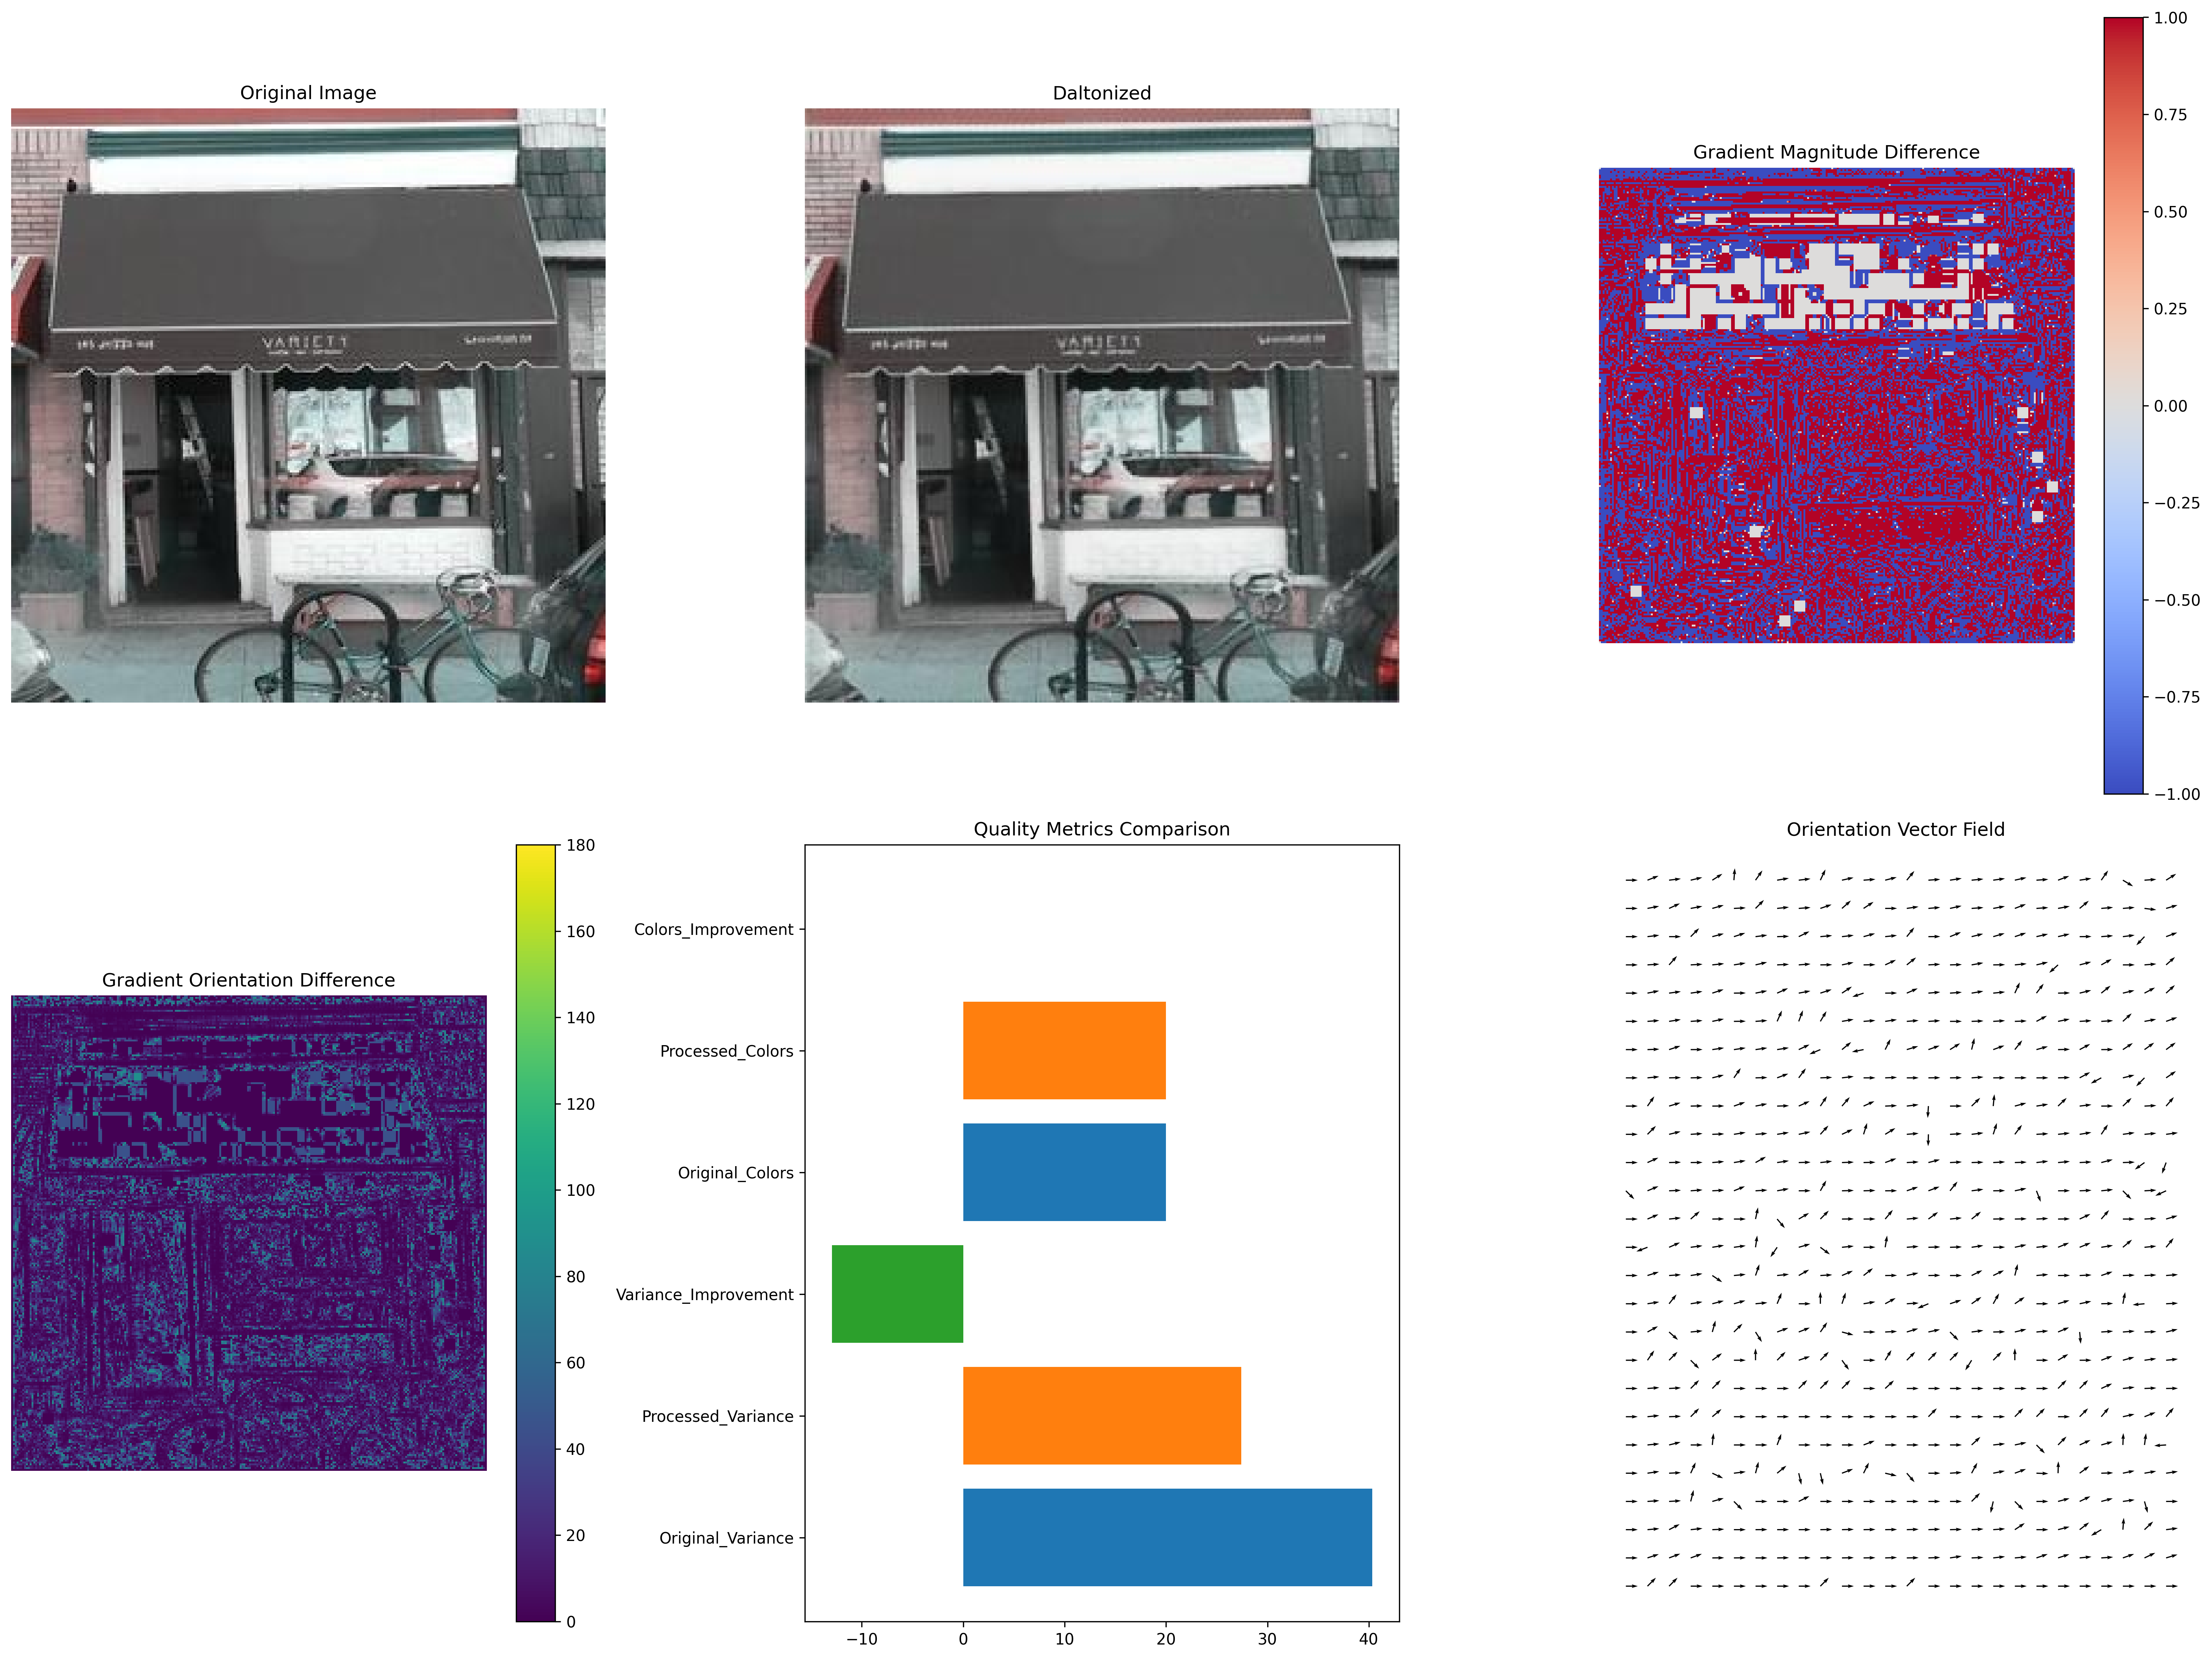 Original Image
Daltonized
Gradient Magnitude Difference
1.00
0.75
0.50
0.25
0.00
−0.25
−0.50
−0.75
−1.00
VARIETY
VARIETY
Gradient Orientation Difference
180
160
140
120
100
80
60
40
20
0
Quality Metrics Comparison
Colors_Improvement
Processed_Colors
Original_Colors
Variance_Improvement
Processed_Variance
Original_Variance
−10 0 10 20 30 40
Orientation Vector Field